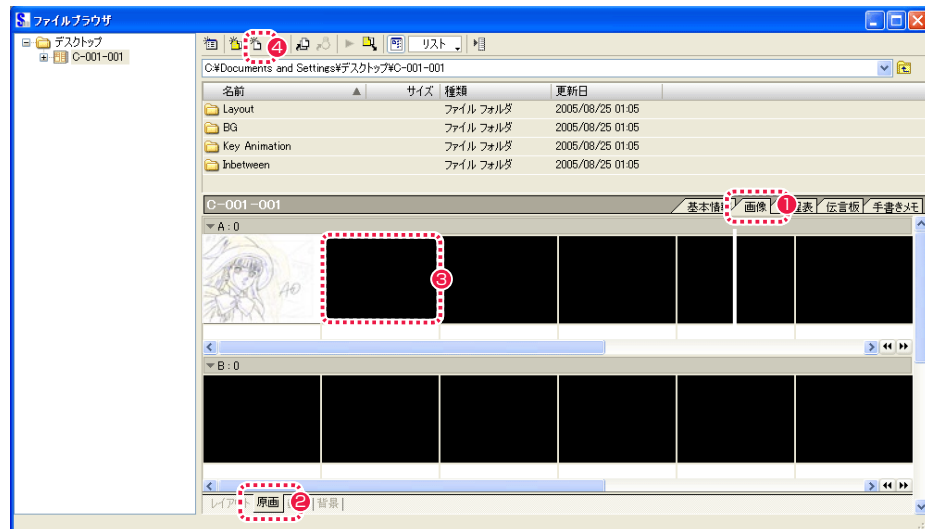 ファイルブラウザ
デスクトップ
C-001-001
④
リスト
C:¥Documents and Settings¥デスクトップ¥C-001-001
名前 サイズ 種類 更新日
Layout ファイル フォルダ 2005/08/25 01:05
BG ファイル フォルダ 2005/08/25 01:05
Key Animation ファイル フォルダ 2005/08/25 01:05
Inbetween ファイル フォルダ 2005/08/25 01:05
C-001-001 基本情 画像 ① 表 伝言板 手書きメモ
A:0
③
B:0
原画 ② 背景